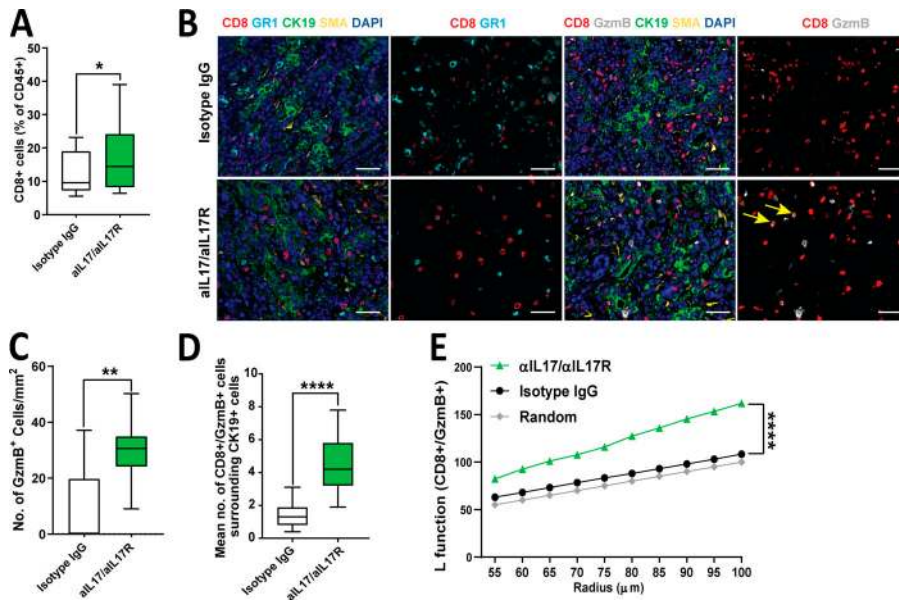 A
CD8+ cells (% of CD45+)
50
40
30
20
10
0
*
Isotype IgG
aIL17/aIL17R
B
CD8 GR1 CK19 SMA DAPI
CD8 GR1
CD8 GzmB CK19 SMA DAPI
CD8 GzmB
Isotype IgG
aIL17/aIL17R
C
No. of GzmB+ Cells/mm2
60
40
20
0
**
Isotype IgG
aIL17/aIL17R
D
Mean no. of CD8+/GzmB+ cells
surrounding CK19+ cells
10
8
6
4
2
0
****
Isotype IgG
aIL17/aIL17R
E
L function (CD8+/GzmB+)
200
150
100
50
0
αIL17/αIL17R
Isotype IgG
Random
****
55 60 65 70 75 80 85 90 95 100
Radius (μm)